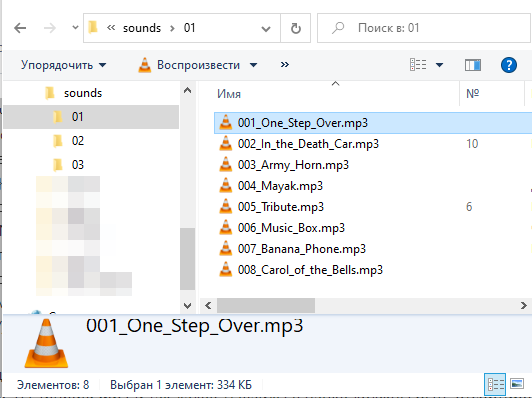 « sounds > 01
Поиск в: 01
Упорядочить Воспроизвести »
sounds
01
02
03
Имя №
001_One_Step_Over.mp3
002_In_the_Death_Car.mp3 10
003_Army_Horn.mp3
004_Mayak.mp3
005_Tribute.mp3 6
006_Music_Box.mp3
007_Banana_Phone.mp3
008_Carol_of_the_Bells.mp3
001_One_Step_Over.mp3
Элементов: 8 Выбран 1 элемент: 334 КБ